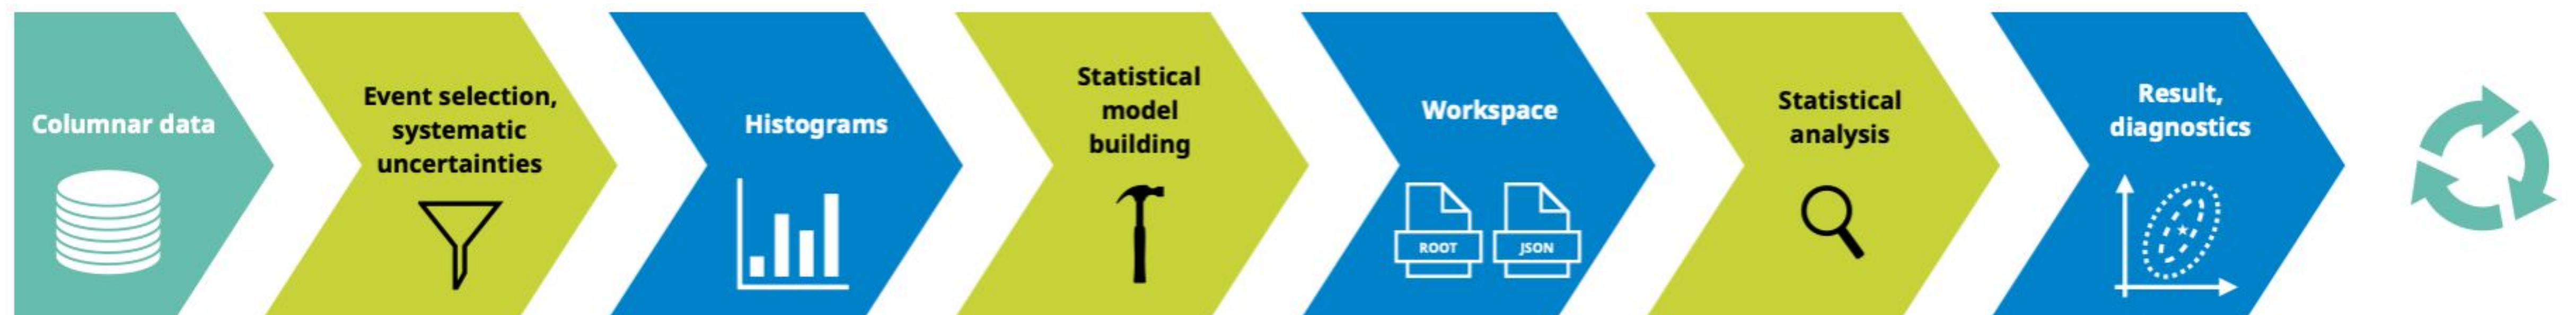 Columnar data
Event selection,
systematic
uncertainties
Histograms
Statistical
model
building
Workspace
ROOT
JSON
Statistical
analysis
Result,
diagnostics